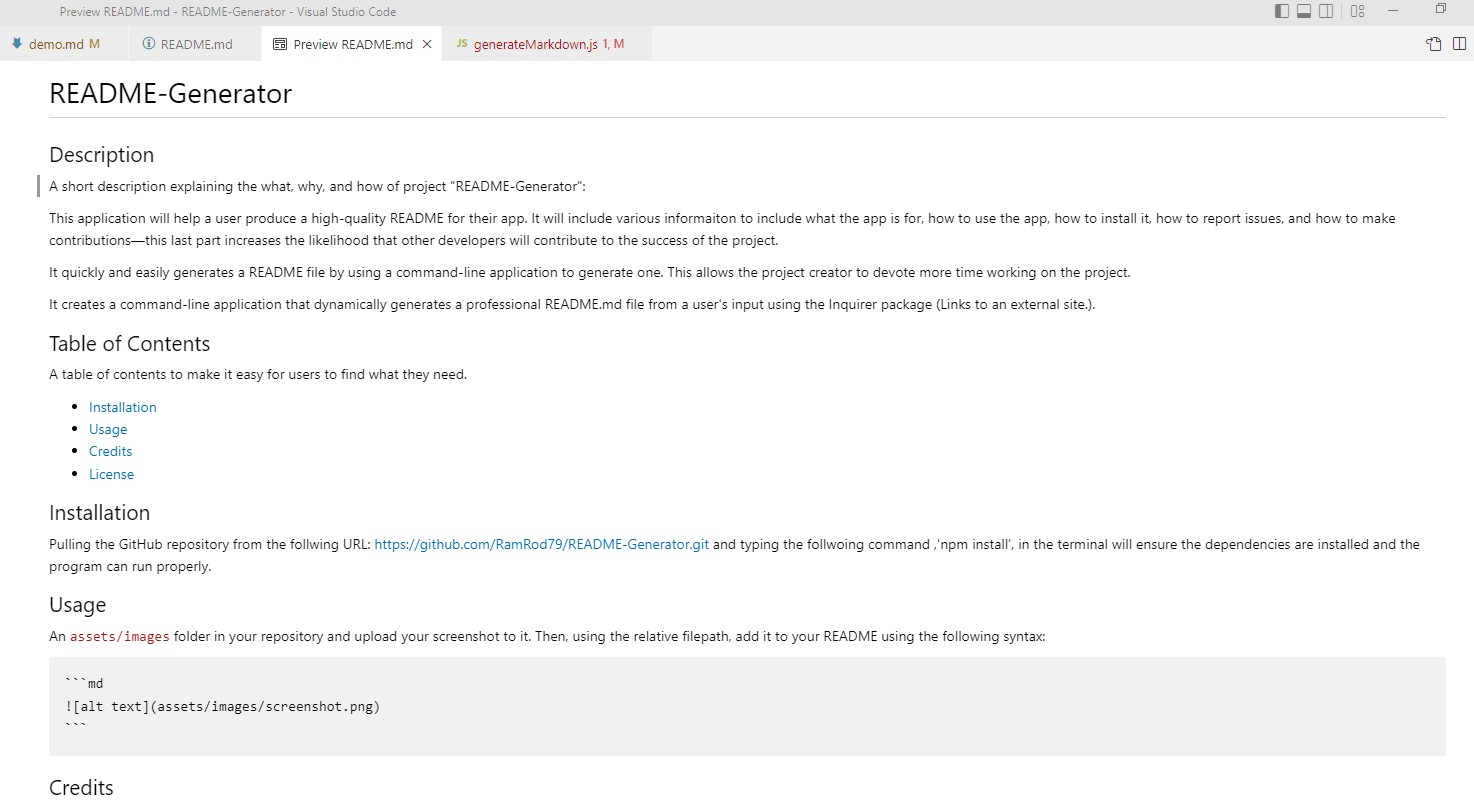 Preview README.md - README-Generator - Visual Studio Code
demo.md M
README.md
Preview README.md
JS generateMarkdown.js 1, M
README-Generator
Description
A short description explaining the what, why, and how of project "README-Generator":
This application will help a user produce a high-quality README for their app. It will include various informaiton to include what the app is for, how to use the app, how to install it, how to report issues, and how to make
contributions—this last part increases the likelihood that other developers will contribute to the success of the project.
It quickly and easily generates a README file by using a command-line application to generate one. This allows the project creator to devote more time working on the project.
It creates a command-line application that dynamically generates a professional README.md file from a user's input using the Inquirer package (Links to an external site.).
Table of Contents
A table of contents to make it easy for users to find what they need.
Installation
Usage
Credits
License
Installation
Pulling the GitHub repository from the follwing URL: https://github.com/RamRod79/README-Generator.git and typing the follwoing command ,'npm install', in the terminal will ensure the dependencies are installed and the
program can run properly.
Usage
An assets/images folder in your repository and upload your screenshot to it. Then, using the relative filepath, add it to your README using the following syntax:
```md
![alt text](assets/images/screenshot.png)
```
Credits